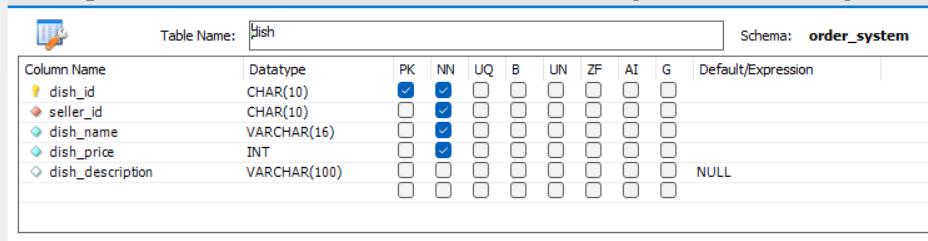 Table Name: dish Schema: order_system
Column Name Datatype PK NN UQ B UN ZF AI G Default/Expression
dish_id CHAR(10)
seller_id CHAR(10)
dish_name VARCHAR(16)
dish_price INT
dish_description VARCHAR(100) NULL